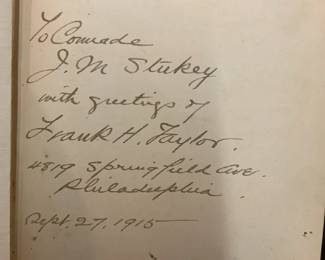 To Comrade
J. M Stukey
with greetings of
Frank H. Taylor.
4819 Springfield Ave.
Philadelphia.
Sept. 27, 1915